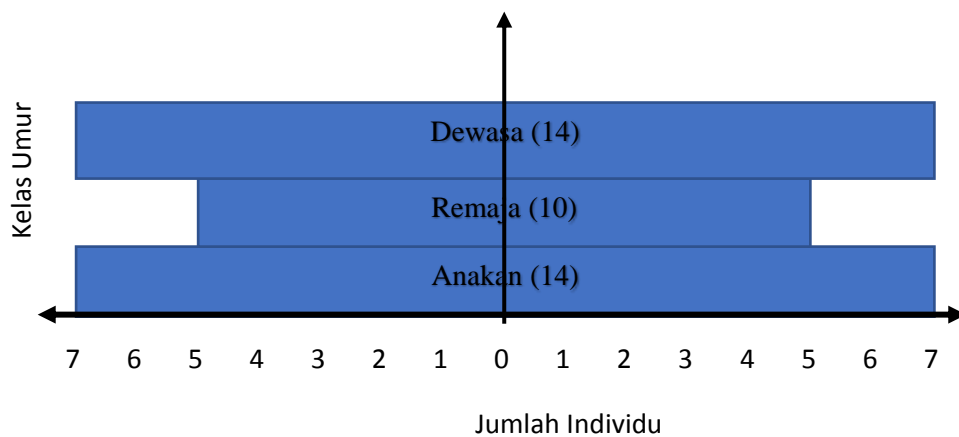 Kelas Umur
Dewasa (14)
Remaja (10)
Anakan (14)
7 6 5 4 3 2 1 0 1 2 3 4 5 6 7
Jumlah Individu